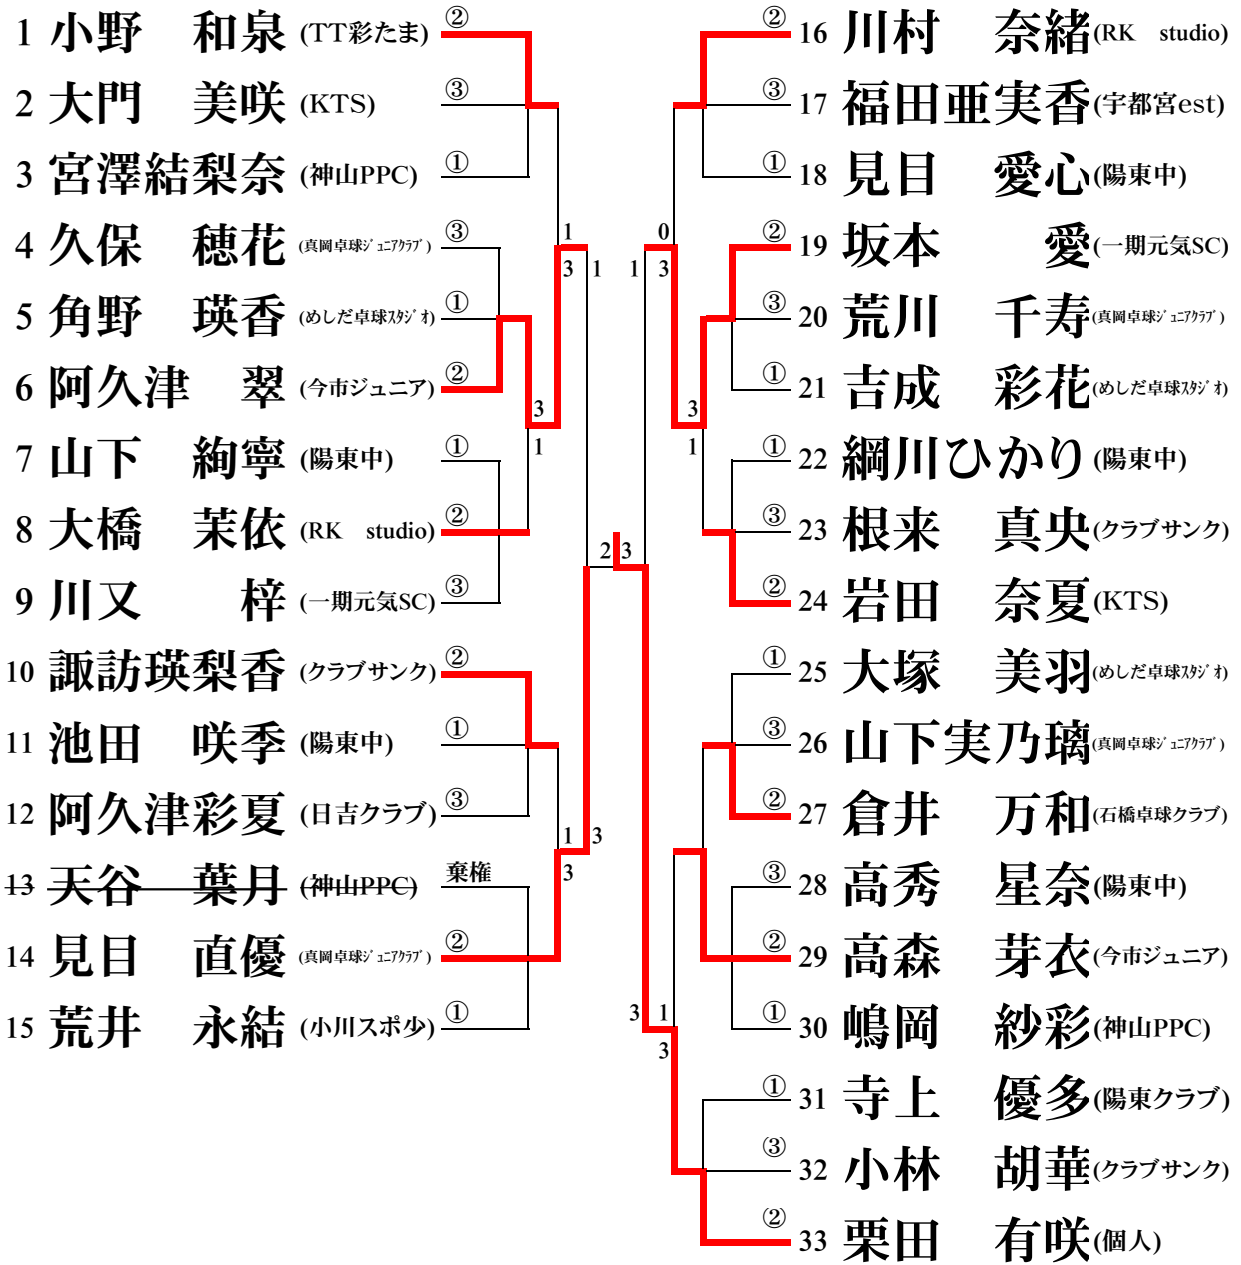 1 小野　和泉 (TT彩たま) ②
2 大門　美咲 (KTS) ③
3 宮澤結梨奈 (神山PPC) ①
4 久保　穂花 (真岡卓球ｼﾞｭﾆｱｸﾗﾌﾞ) ③
5 角野　瑛香 (めしだ卓球ｽﾀｼﾞｵ) ①
6 阿久津　翠 (今市ジュニア) ②
7 山下　絢寧 (陽東中) ①
8 大橋　茉依 (RK　studio) ②
9 川又　　梓 (一期元気SC) ③
10 諏訪瑛梨香 (クラブサンク) ②
11 池田　咲季 (陽東中) ①
12 阿久津彩夏 (日吉クラブ) ③
13 天谷　葉月 (神山PPC) 棄権
14 見目　直優 (真岡卓球ｼﾞｭﾆｱｸﾗﾌﾞ) ②
15 荒井　永結 (小川スポ少) ①
1
3 1
3
1
2 3
1 3
3
0
1 3
3
1
3 1
3
② 16 川村　奈緒 (RK　studio)
③ 17 福田亜実香 (宇都宮est)
① 18 見目　愛心 (陽東中)
② 19 坂本　　愛 (一期元気SC)
③ 20 荒川　千寿 (真岡卓球ｼﾞｭﾆｱｸﾗﾌﾞ)
① 21 吉成　彩花 (めしだ卓球ｽﾀｼﾞｵ)
① 22 綱川ひかり (陽東中)
③ 23 根来　真央 (クラブサンク)
② 24 岩田　奈夏 (KTS)
① 25 大塚　美羽 (めしだ卓球ｽﾀｼﾞｵ)
③ 26 山下実乃璃 (真岡卓球ｼﾞｭﾆｱｸﾗﾌﾞ)
② 27 倉井　万和 (石橋卓球クラブ)
③ 28 高秀　星奈 (陽東中)
② 29 高森　芽衣 (今市ジュニア)
① 30 嶋岡　紗彩 (神山PPC)
① 31 寺上　優多 (陽東クラブ)
③ 32 小林　胡華 (クラブサンク)
② 33 栗田　有咲 (個人)